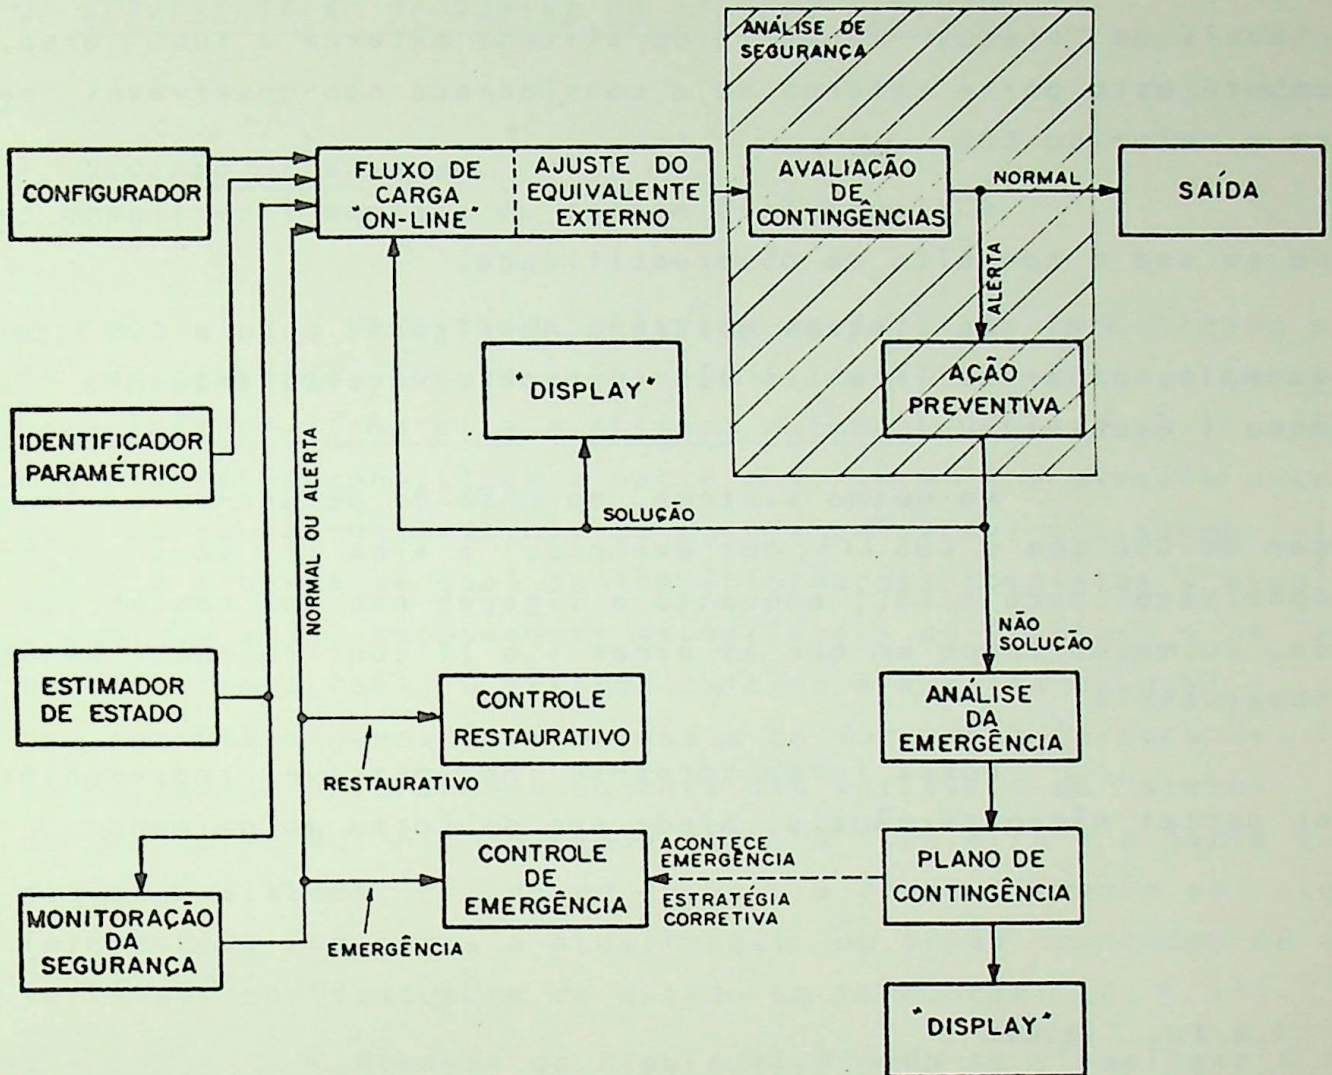 ANÁLISE DE
SEGURANÇA
CONFIGURADOR
FLUXO DE
CARGA
"ON-LINE"
AJUSTE DO
EQUIVALENTE
EXTERNO
AVALIAÇÃO
DE
CONTINGÊNCIAS
NORMAL
SAÍDA
ALERTA
"DISPLAY"
AÇÃO
PREVENTIVA
IDENTIFICADOR
PARAMÉTRICO
NORMAL OU ALERTA
SOLUÇÃO
NÃO
SOLUÇÃO
ESTIMADOR
DE ESTADO
CONTROLE
RESTAURATIVO
RESTAURATIVO
ANÁLISE
DA
EMERGÊNCIA
CONTROLE
DE
EMERGÊNCIA
ACONTECE
EMERGÊNCIA
ESTRATÉGIA
CORRETIVA
PLANO DE
CONTINGÊNCIA
MONITORAÇÃO
DA
SEGURANÇA
EMERGÊNCIA
"DISPLAY"